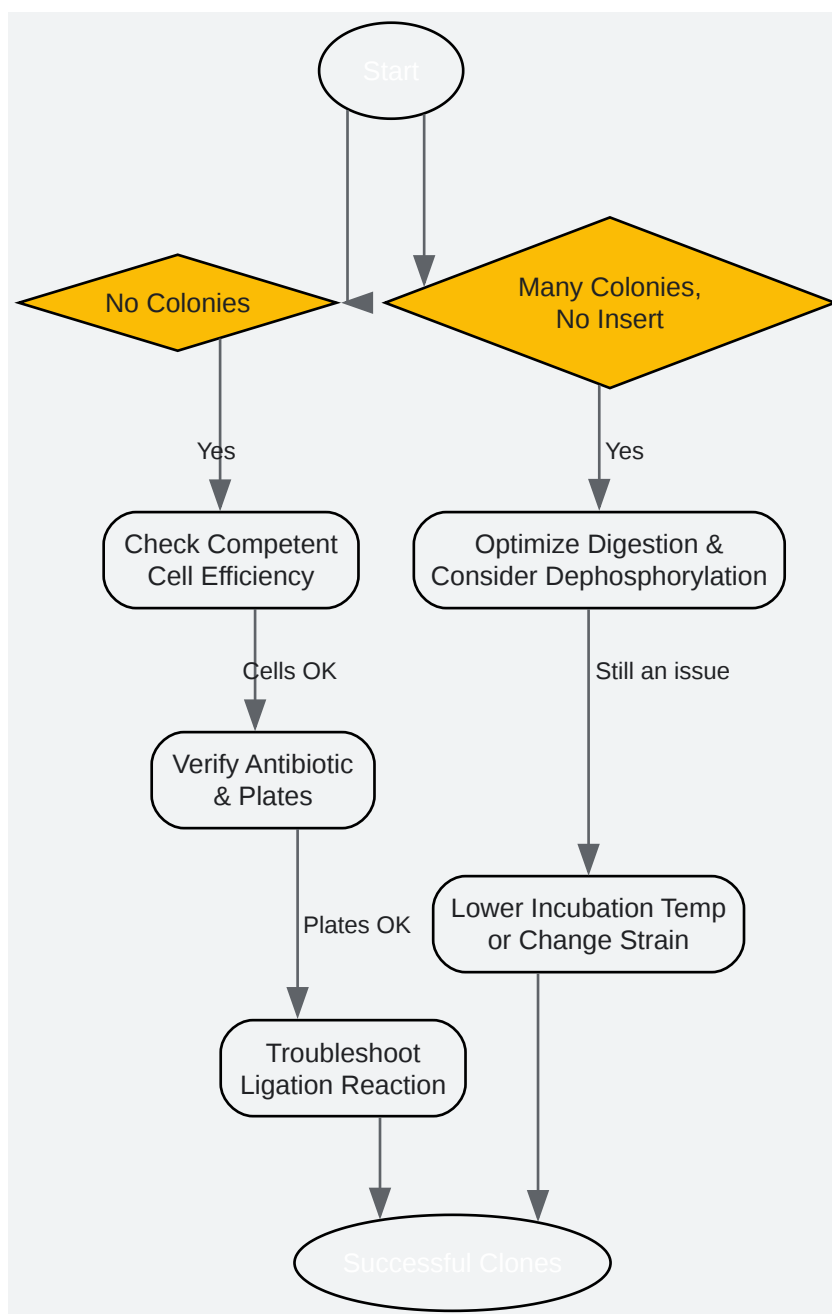 Start
No Colonies
Many Colonies,
No Insert
Yes
Yes
Check Competent
Cell Efficiency
Optimize Digestion &
Consider Dephosphorylation
Cells OK
Still an issue
Verify Antibiotic
& Plates
Lower Incubation Temp
or Change Strain
Plates OK
Troubleshoot
Ligation Reaction
Successful Clones